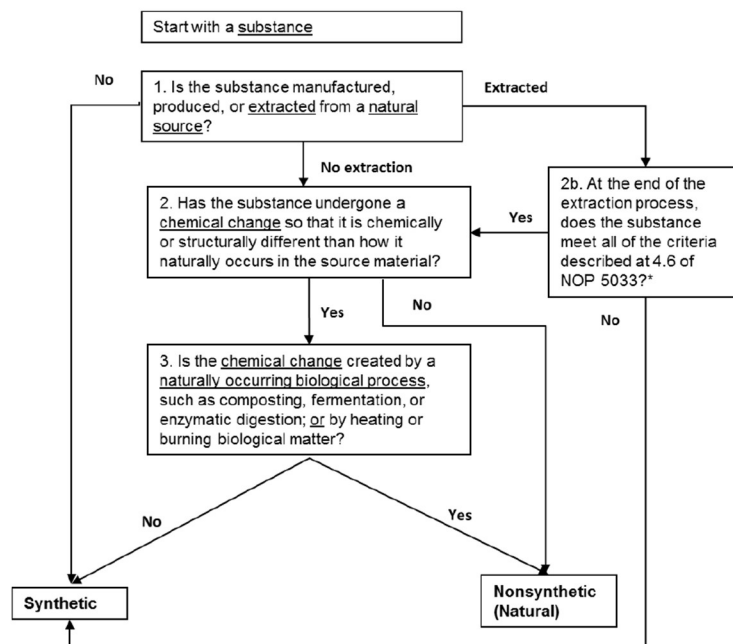 Start with a substance
No
1. Is the substance manufactured,
produced, or extracted from a natural
source?
Extracted
No extraction
2. Has the substance undergone a
chemical change so that it is chemically
or structurally different than how it
naturally occurs in the source material?
Yes
2b. At the end of the
extraction process,
does the substance
meet all of the criteria
described at 4.6 of
NOP 5033?*
Yes
No
No
3. Is the chemical change created by a
naturally occurring biological process,
such as composting, fermentation, or
enzymatic digestion; or by heating or
burning biological matter?
No
Yes
Synthetic
Nonsynthetic
(Natural)